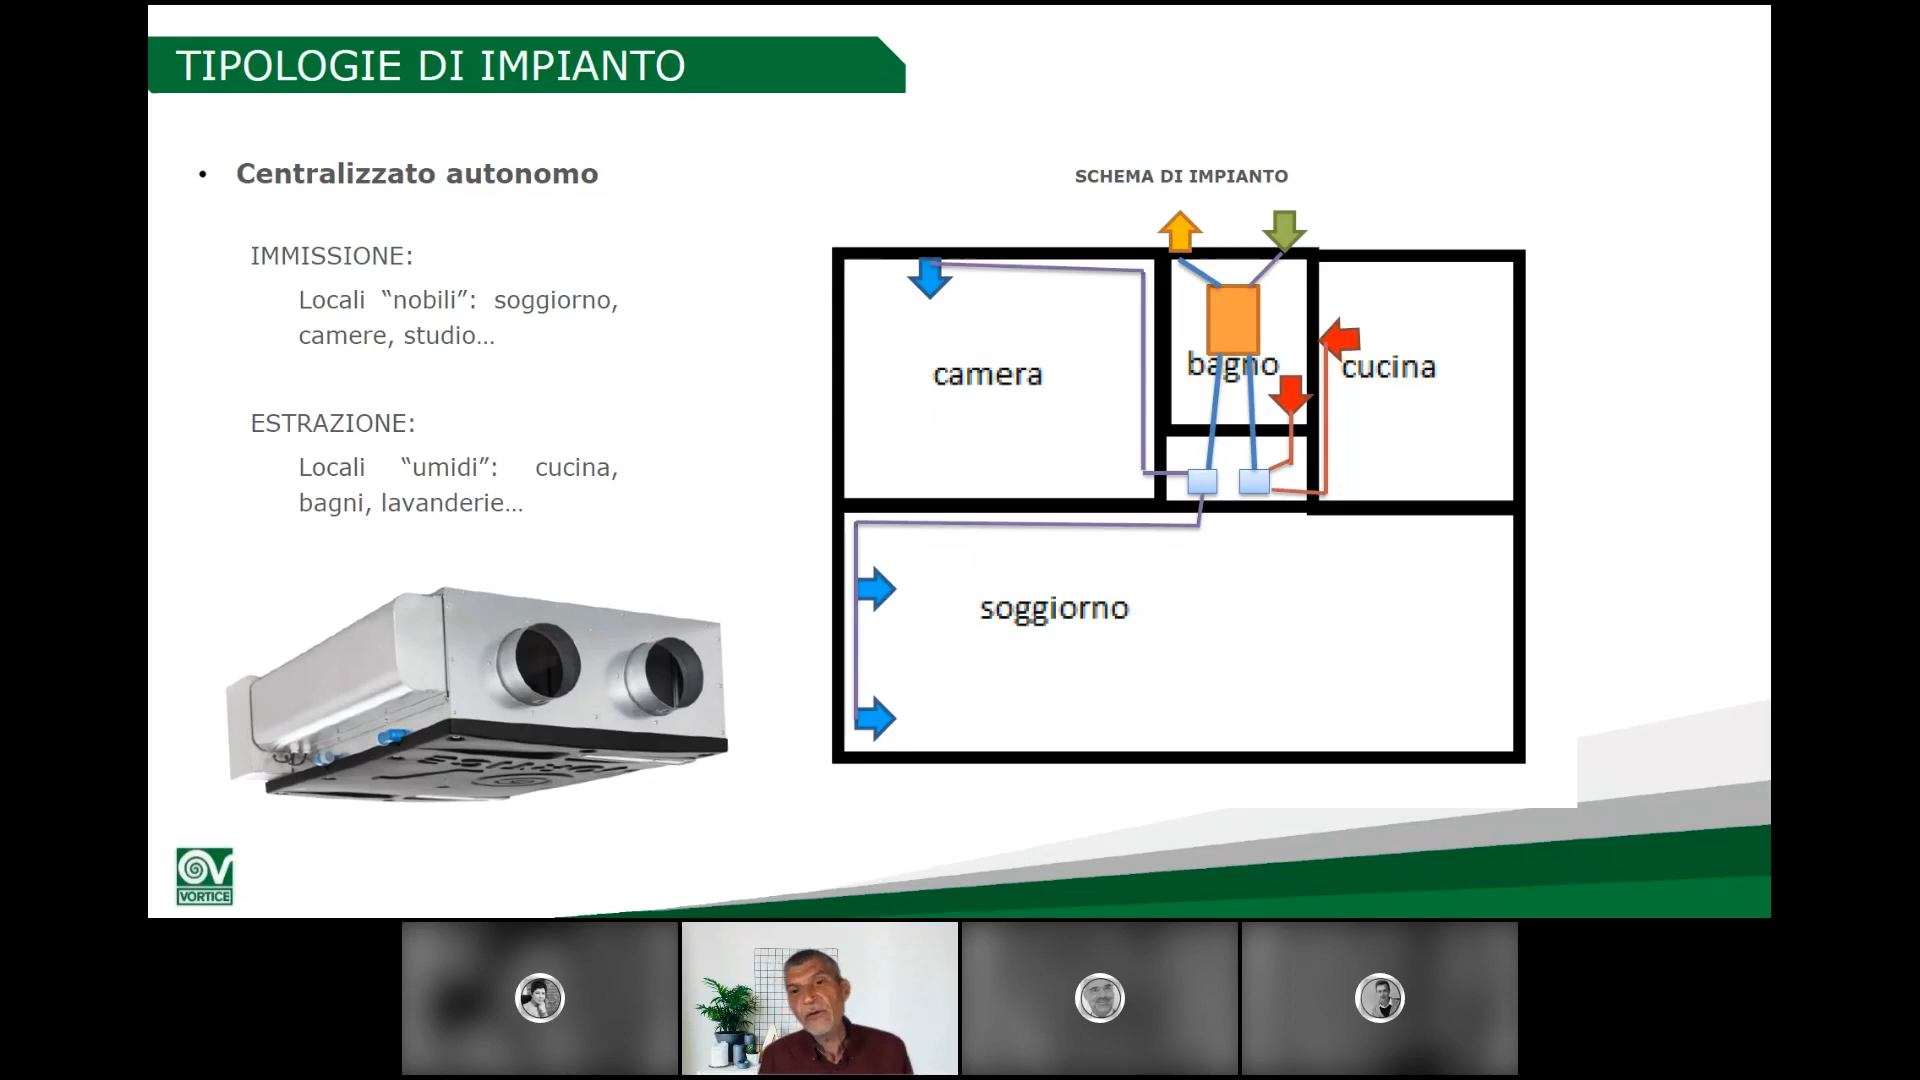 TIPOLOGIE DI IMPIANTO
• Centralizzato autonomo
IMMISSIONE:
Locali “nobili”: soggiorno,
camere, studio...
ESTRAZIONE:
Locali “umidi”: cucina,
bagni, lavanderie...
SCHEMA DI IMPIANTO
camera
bagno
cucina
soggiorno
VORTICE